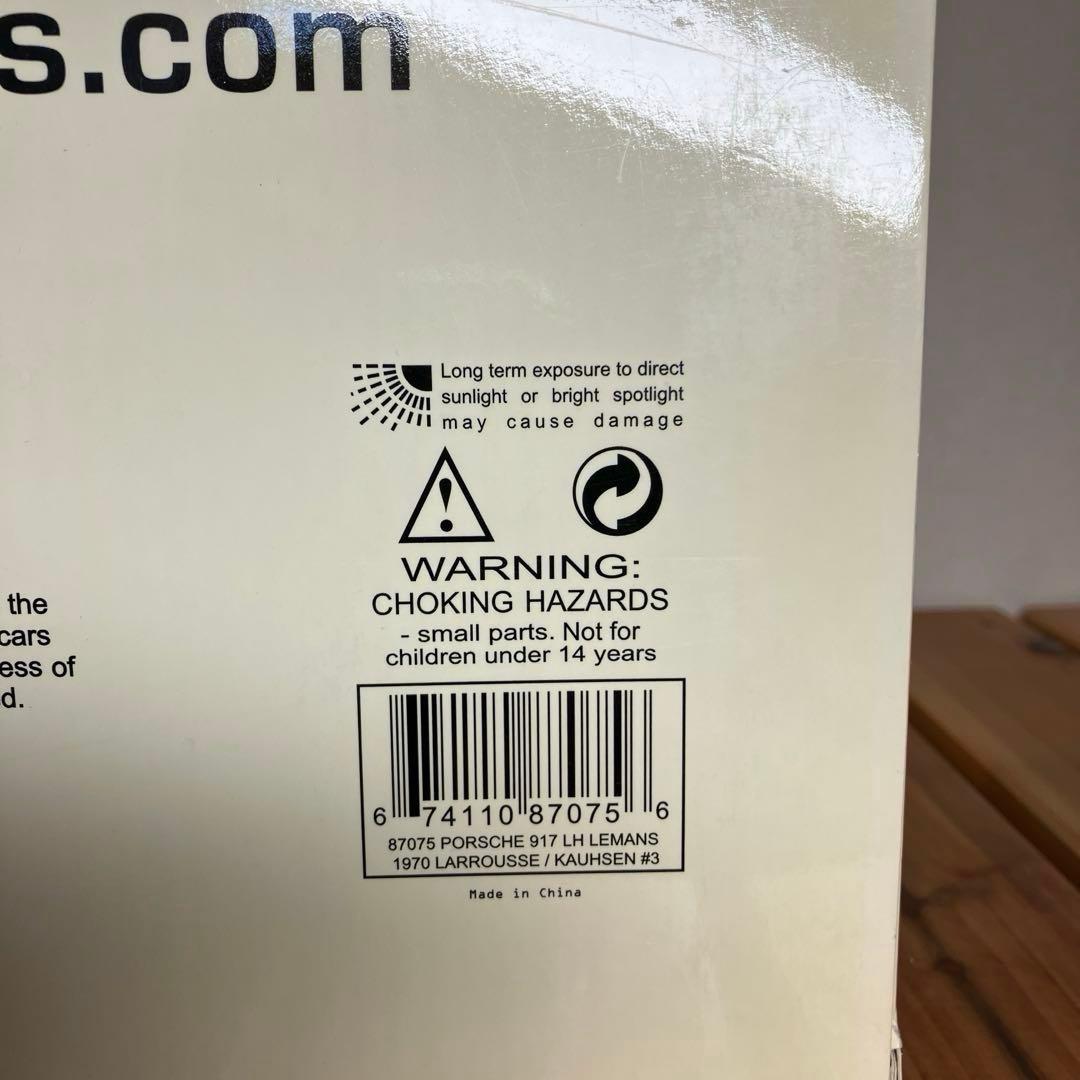 s.com
Long term exposure to direct
sunlight or bright spotlight
may cause damage
WARNING:
CHOKING HAZARDS
- small parts. Not for
children under 14 years
the
cars
ess of
d.
6 74110 87075 6
87075 PORSCHE 917 LH LEMANS
1970 LARROUSSE / KAUHSEN #3
Made in China